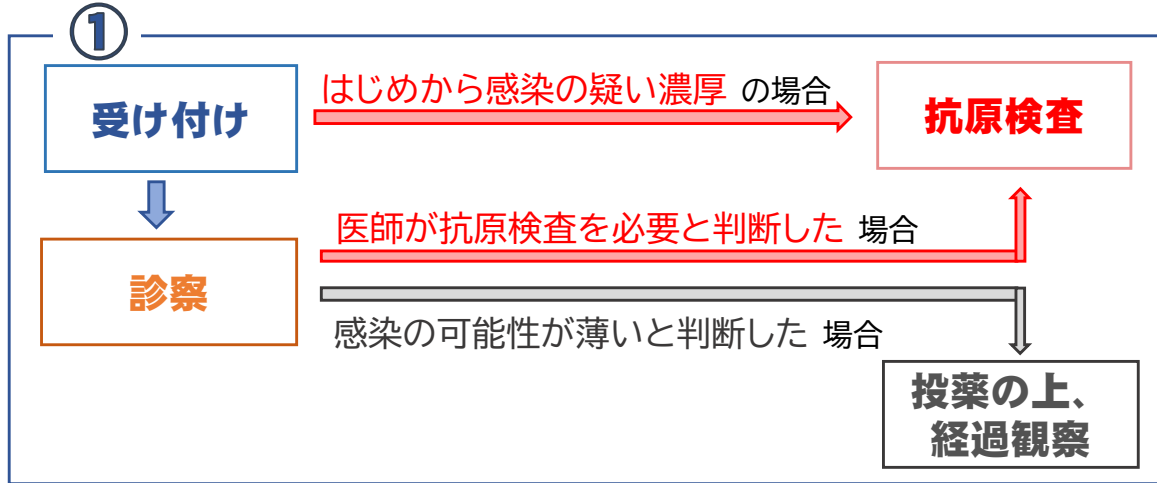 ①
受け付け
はじめから感染の疑い濃厚 の場合
抗原検査
医師が抗原検査を必要と判断した 場合
診察
感染の可能性が薄いと判断した 場合
投薬の上、
経過観察